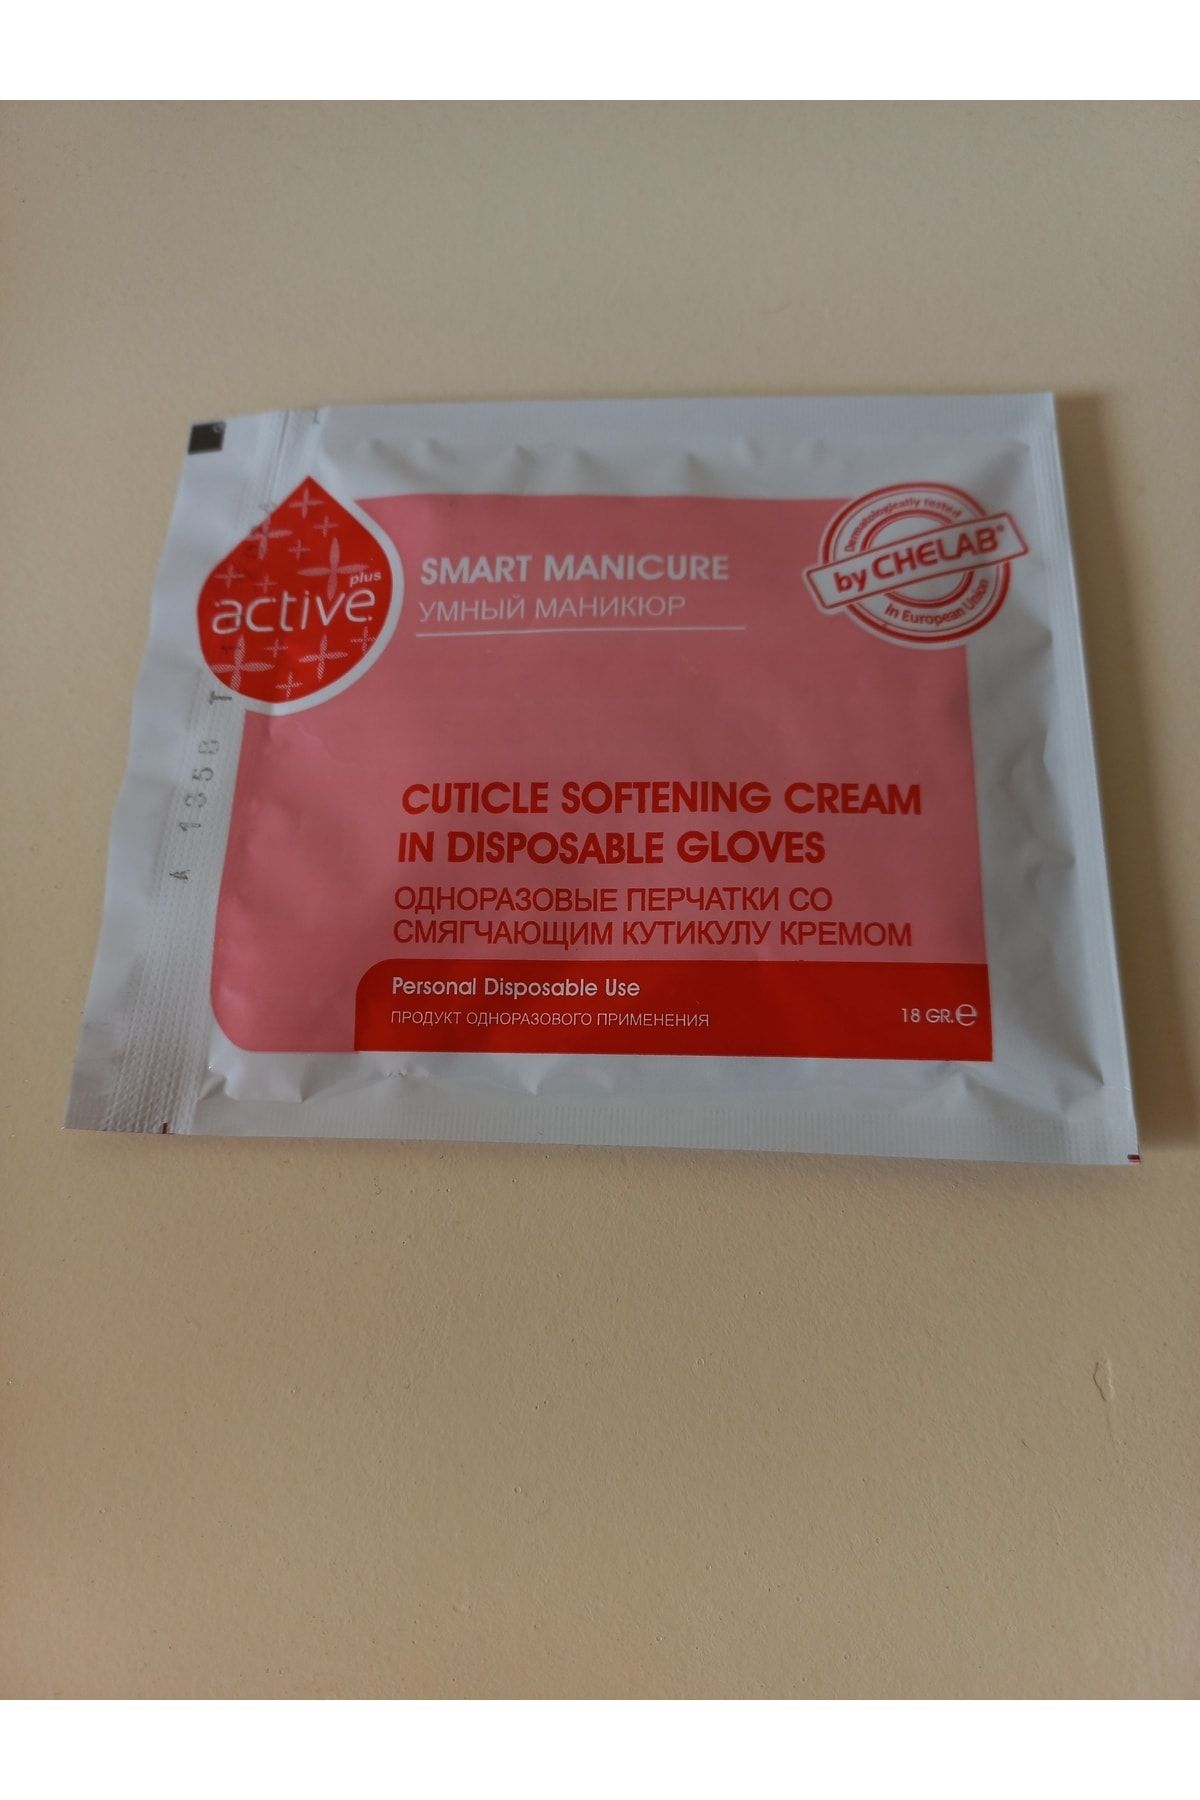 active plus
SMART MANICURE
УМНЫЙ МАНИКЮР
Dermatologically tested
by CHELAB®
in European Union
CUTICLE SOFTENING CREAM
IN DISPOSABLE GLOVES
ОДНОРАЗОВЫЕ ПЕРЧАТКИ СО
СМЯГЧАЮЩИМ КУТИКУЛУ КРЕМОМ
Personal Disposable Use
ПРОДУКТ ОДНОРАЗОВОГО ПРИМЕНЕНИЯ
18 GR.℮